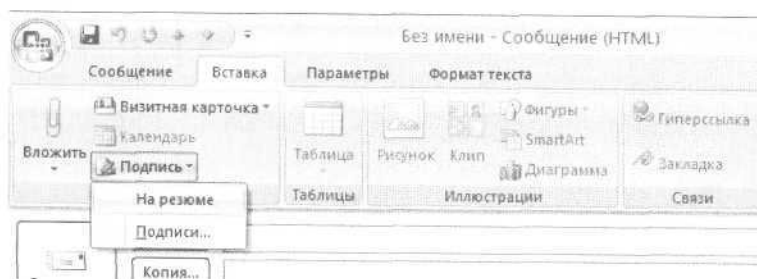 Без имени - Сообщение (HTML)
Сообщение Вставка Параметры Формат текста
Вложить
Визитная карточка
Календарь
Подпись
Таблица
Рисунок
Клип
Фигуры
SmartArt
Диаграмма
Гиперссылка
Закладка
Таблицы Иллюстрации Связи
На резюме
Подписи...
Копия...